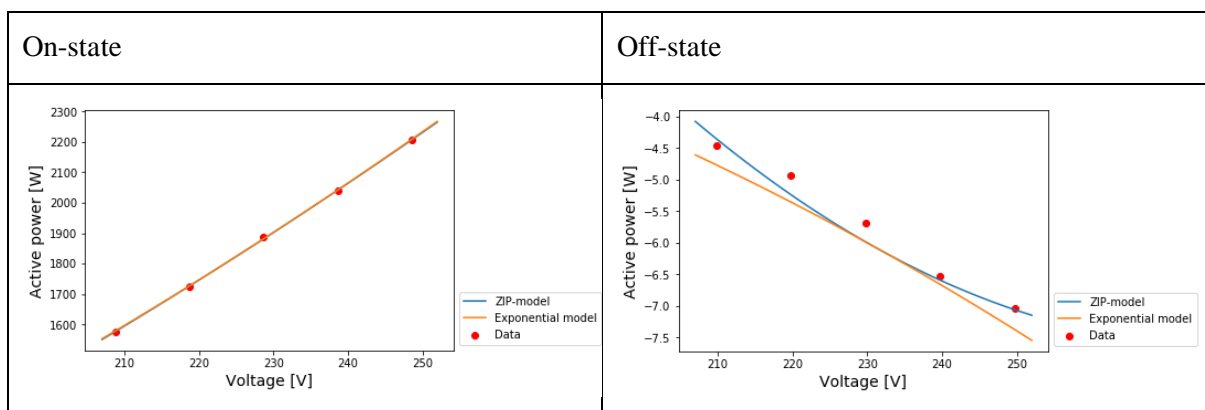 On-state
Off-state
2300
2200
2100
2000
1900
1800
1700
1600
Active power [W]
210 220 230 240 250
Voltage [V]
ZIP-model
Exponential model
Data
−4.0
−4.5
−5.0
−5.5
−6.0
−6.5
−7.0
−7.5
Active power [W]
210 220 230 240 250
Voltage [V]
ZIP-model
Exponential model
Data